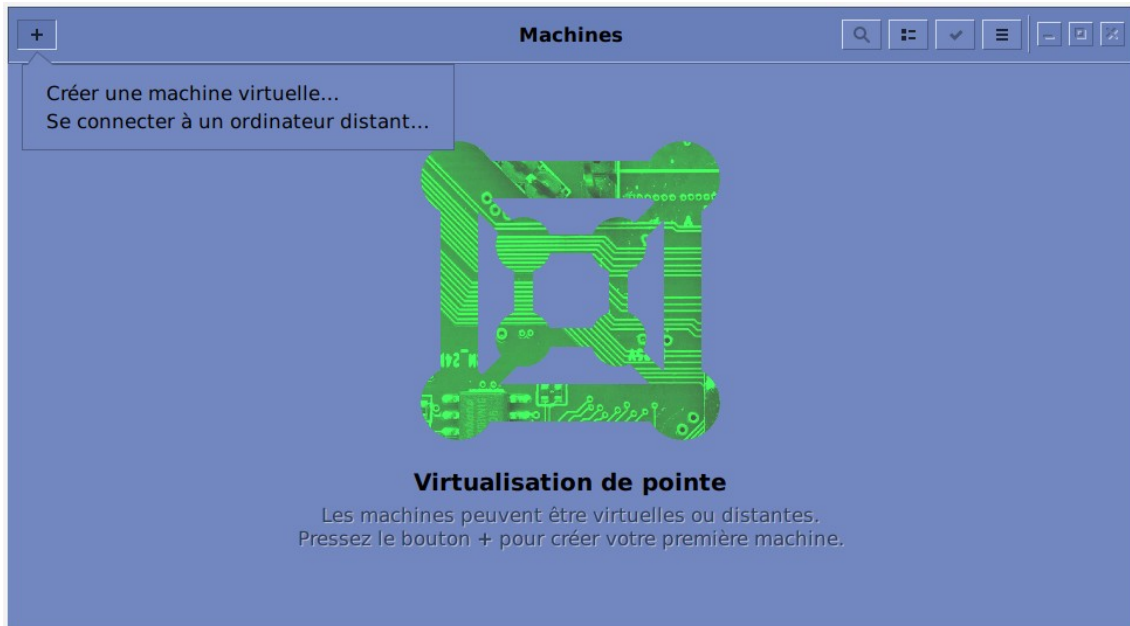 +
Machines
Créer une machine virtuelle...
Se connecter à un ordinateur distant...
Virtualisation de pointe
Les machines peuvent être virtuelles ou distantes.
Pressez le bouton + pour créer votre première machine.